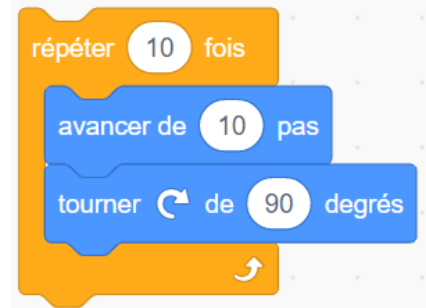 répéter 10 fois
avancer de 10 pas
tourner de 90 degrés